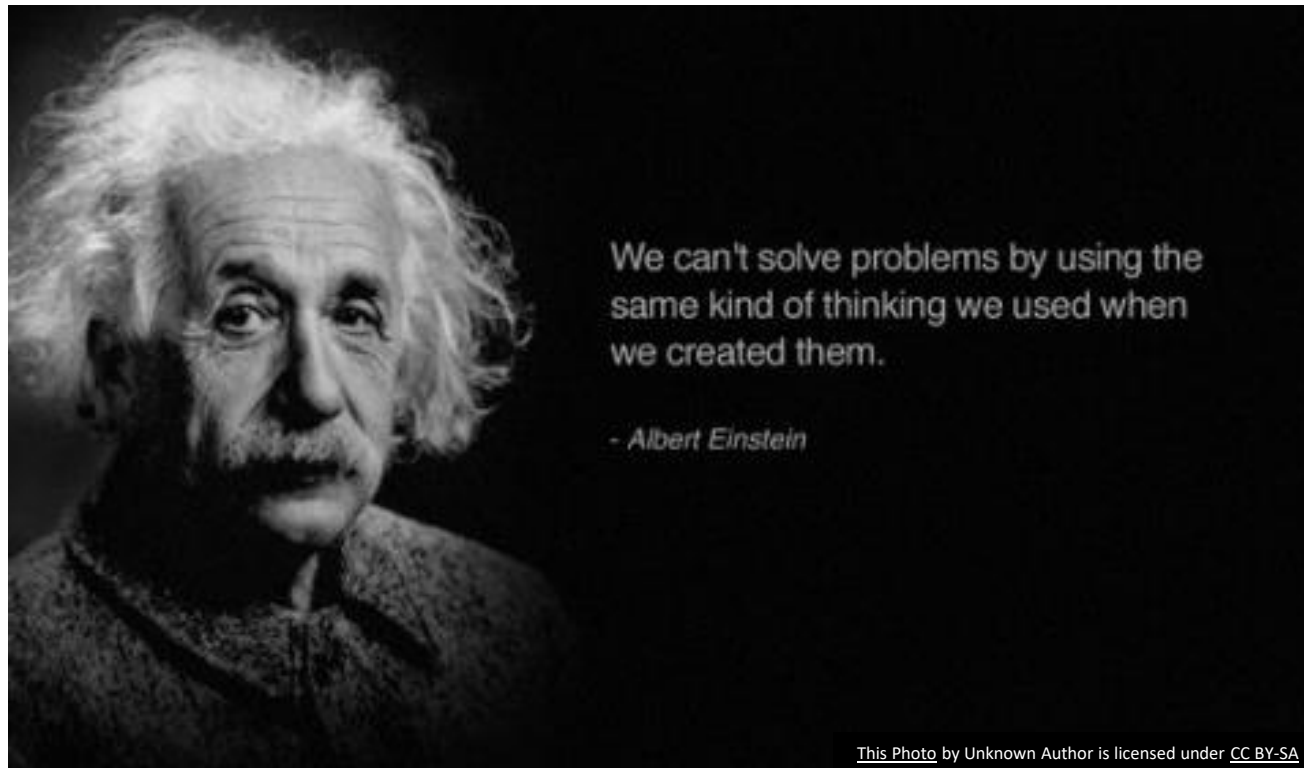 We can't solve problems by using the
same kind of thinking we used when
we created them.
- Albert Einstein
This Photo by Unknown Author is licensed under CC BY-SA